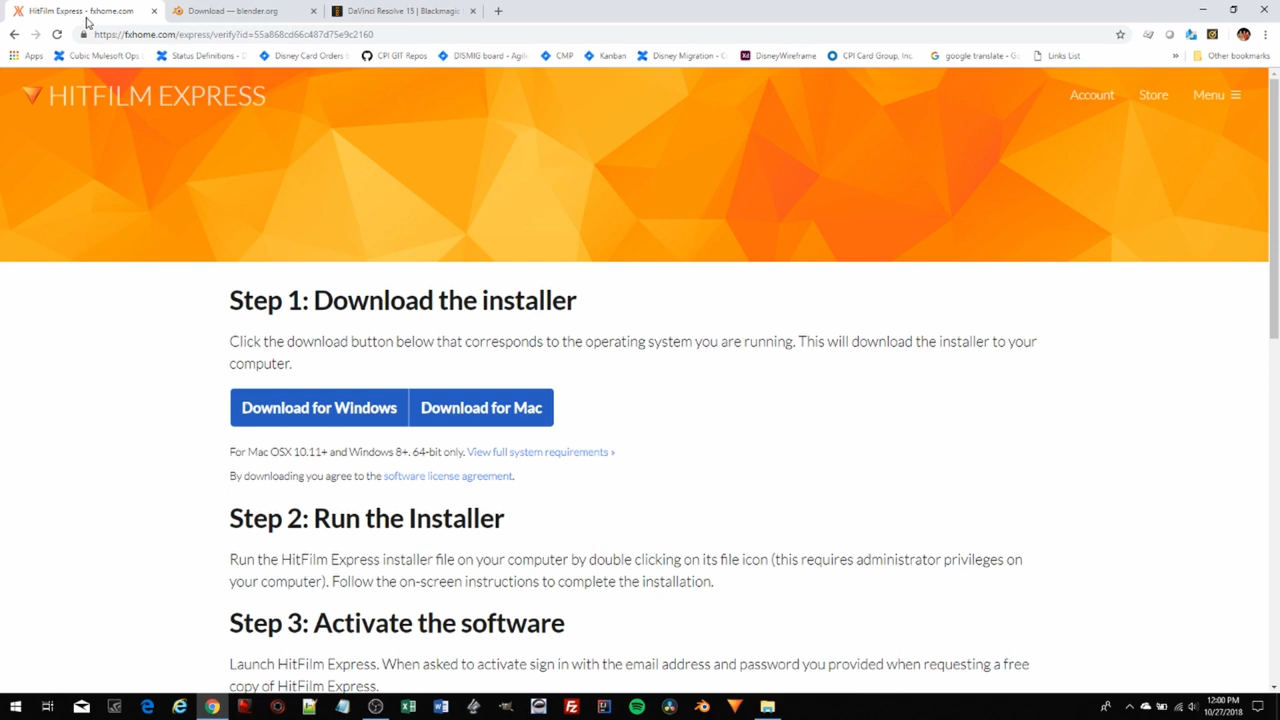 HitFilm Express - fxhome.com
Download — blender.org
DaVinci Resolve 15 | Blackmagic
https://fxhome.com/express/verify?id=55a868cd66c487d75e9c2160
Apps
Cubic Mulesoft Ops
Status Definitions - D
Disney Card Orders
CPI GIT Repos
DISMIG board - Agile
CMP
Kanban
Disney Migration - C
DisneyWireframe
CPI Card Group, Inc.
google translate - Go
Links List
»
Other bookmarks
HITFILM EXPRESS
Account
Store
Menu
Step 1: Download the installer
Click the download button below that corresponds to the operating system you are running. This will download the installer to your
computer.
Download for Windows
Download for Mac
For Mac OSX 10.11+ and Windows 8+. 64-bit only. View full system requirements »
By downloading you agree to the software license agreement.
Step 2: Run the Installer
Run the HitFilm Express installer file on your computer by double clicking on its file icon (this requires administrator privileges on
your computer). Follow the on-screen instructions to complete the installation.
Step 3: Activate the software
Launch HitFilm Express. When asked to activate sign in with the email address and password you provided when requesting a free
copy of HitFilm Express.
12:00 PM
10/27/2018